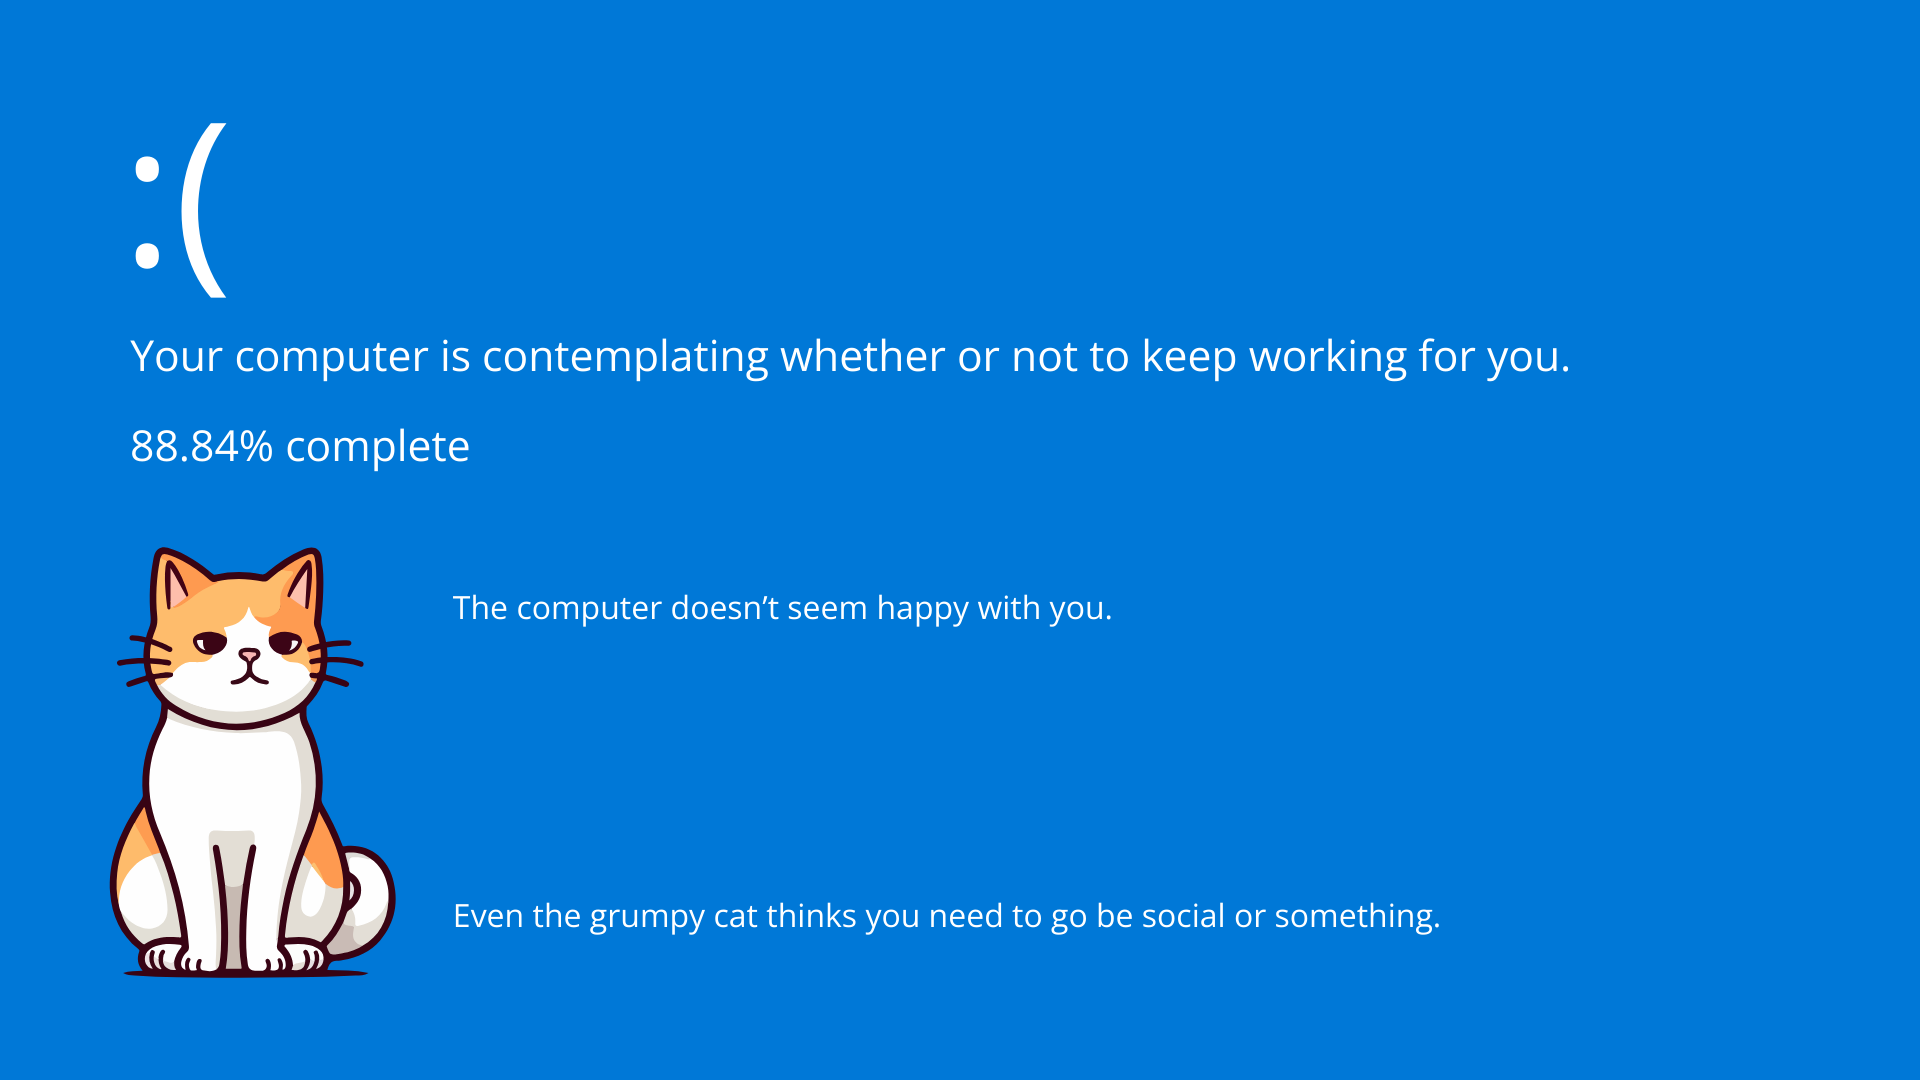 :(
Your computer is contemplating whether or not to keep working for you.
88.84% complete
The computer doesn’t seem happy with you.
Even the grumpy cat thinks you need to go be social or something.